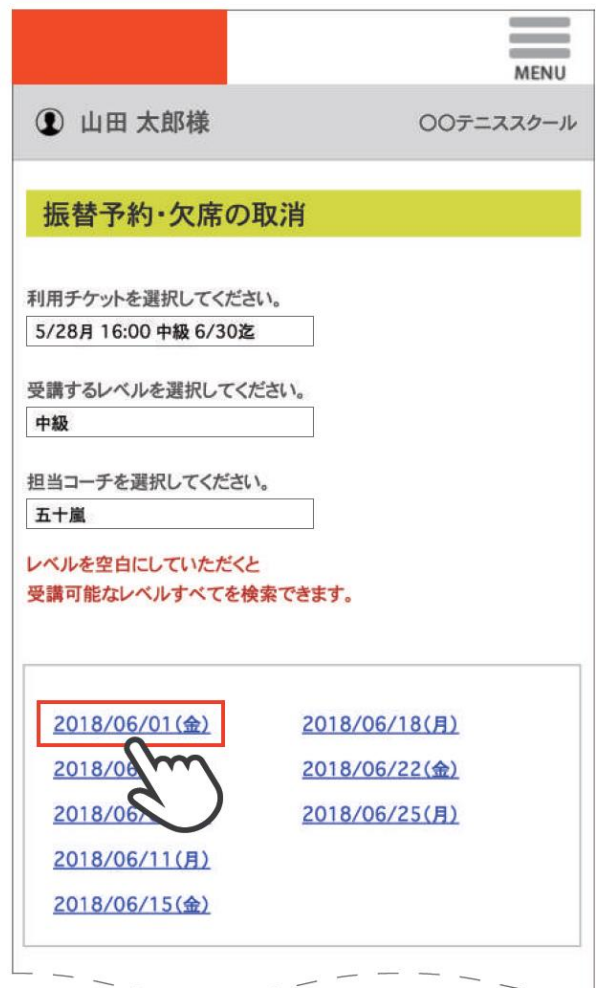 MENU
山田 太郎様
〇〇テニススクール
振替予約・欠席の取消
利用チケットを選択してください。
5/28月 16:00 中級 6/30迄
受講するレベルを選択してください。
中級
担当コーチを選択してください。
五十嵐
レベルを空白にしていただくと
受講可能なレベルすべてを検索できます。
2018/06/01(金)
2018/06/18(月)
2018/06
2018/06/22(金)
2018/06/
2018/06/25(月)
2018/06/11(月)
2018/06/15(金)